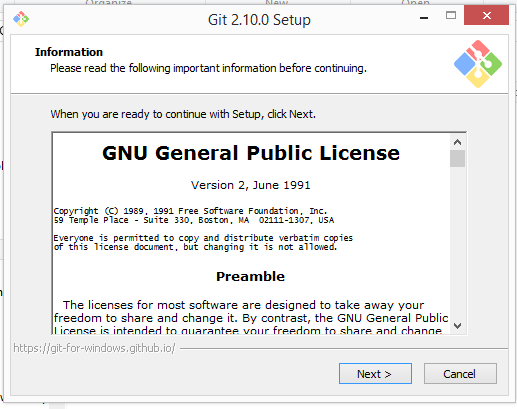 Organize
New
Open
Git 2.10.0 Setup
Information
Please read the following important information before continuing.
When you are ready to continue with Setup, click Next.
GNU General Public License
Version 2, June 1991
Copyright (C) 1989, 1991 Free Software Foundation, Inc.
59 Temple Place - Suite 330, Boston, MA  02111-1307, USA
Everyone is permitted to copy and distribute verbatim copies
of this license document, but changing it is not allowed.
Preamble
The licenses for most software are designed to take away your
freedom to share and change it. By contrast, the GNU General Public
License is intended to guarantee your freedom to share and change
https://git-for-windows.github.io/
Next >
Cancel